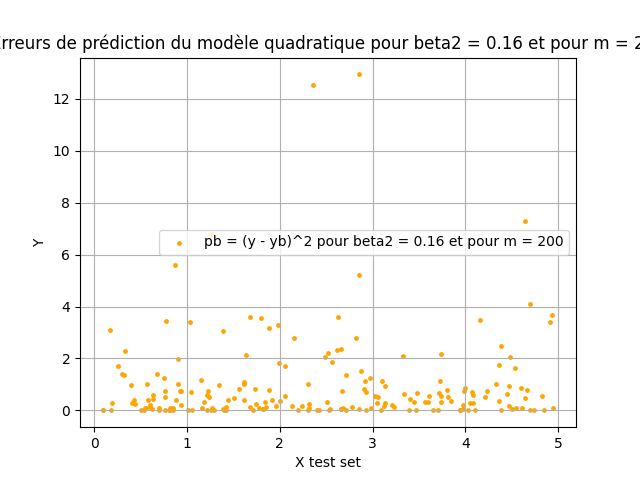 rreurs de prédiction du modèle quadratique pour beta2 = 0.16 et pour m = 2
12
10
8
6
4
2
0
Y
pb = (y - yb)^2 pour beta2 = 0.16 et pour m = 200
0 1 2 3 4 5
X test set